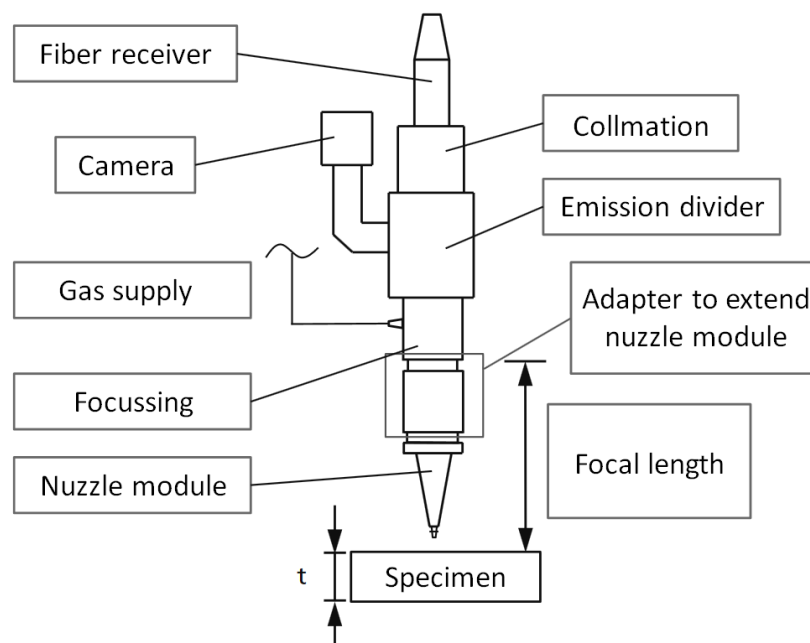 Fiber receiver
Camera
Collmation
Emission divider
Gas supply
Adapter to extend
nuzzle module
Focussing
Focal length
Nuzzle module
t
Specimen